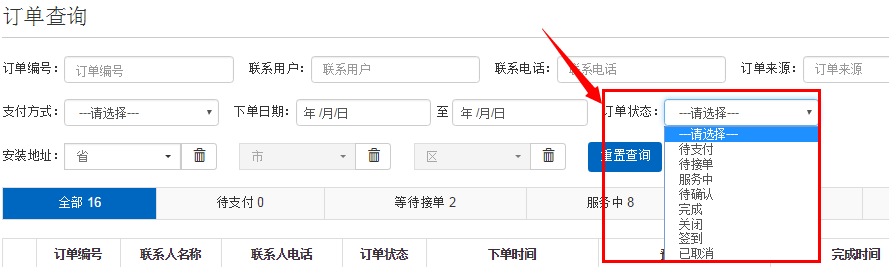 订单查询
订单编号： 订单编号 联系用户： 联系用户 联系电话： 联系电话 订单来源： 订单来源
支付方式： ---请选择--- 下单日期： 年 /月/日 至 年 /月/日 订单状态： ---请选择---
---请选择---
安装地址： 省 市 区 重置查询
待支付
待接单
服务中
待确认
完成
关闭
签到
已取消
全部 16 待支付 0 等待接单 2 服务中 8
订单编号 联系人名称 联系人电话 订单状态 下单时间 完成时间